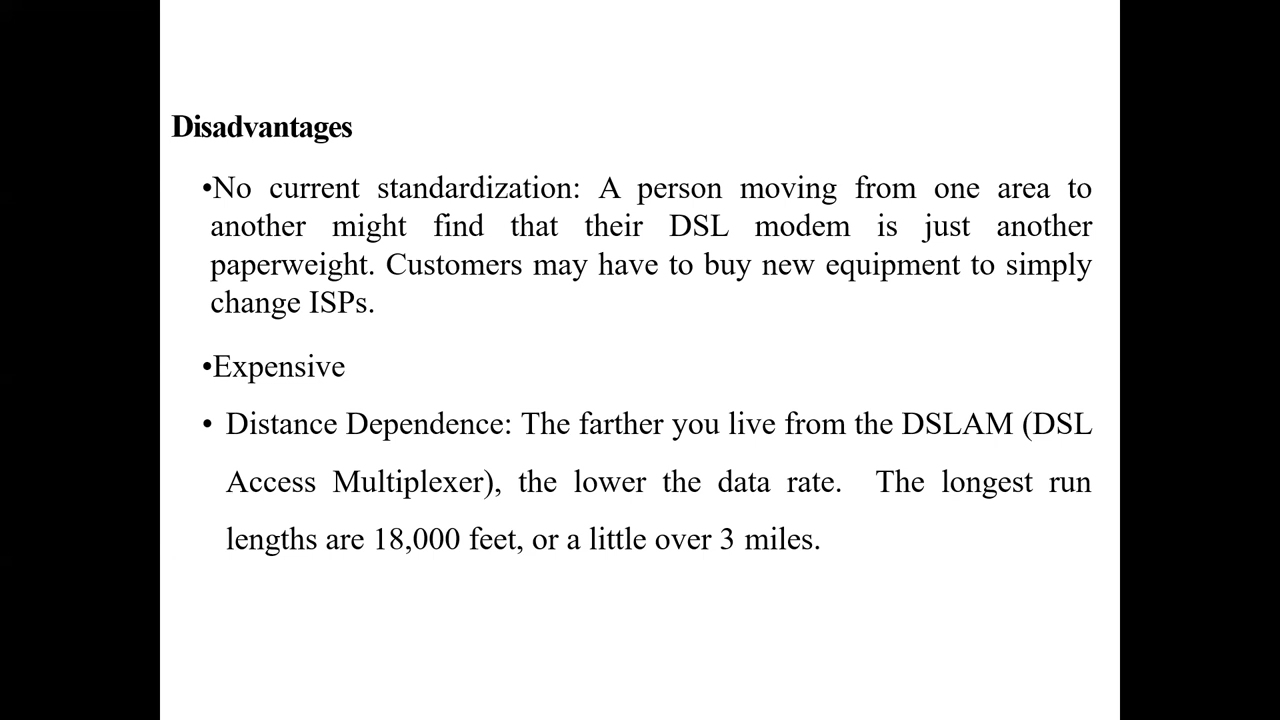 Disadvantages
•No current standardization: A person moving from one area to
another might find that their DSL modem is just another
paperweight. Customers may have to buy new equipment to simply
change ISPs.
•Expensive
• Distance Dependence: The farther you live from the DSLAM (DSL
Access Multiplexer), the lower the data rate. The longest run
lengths are 18,000 feet, or a little over 3 miles.